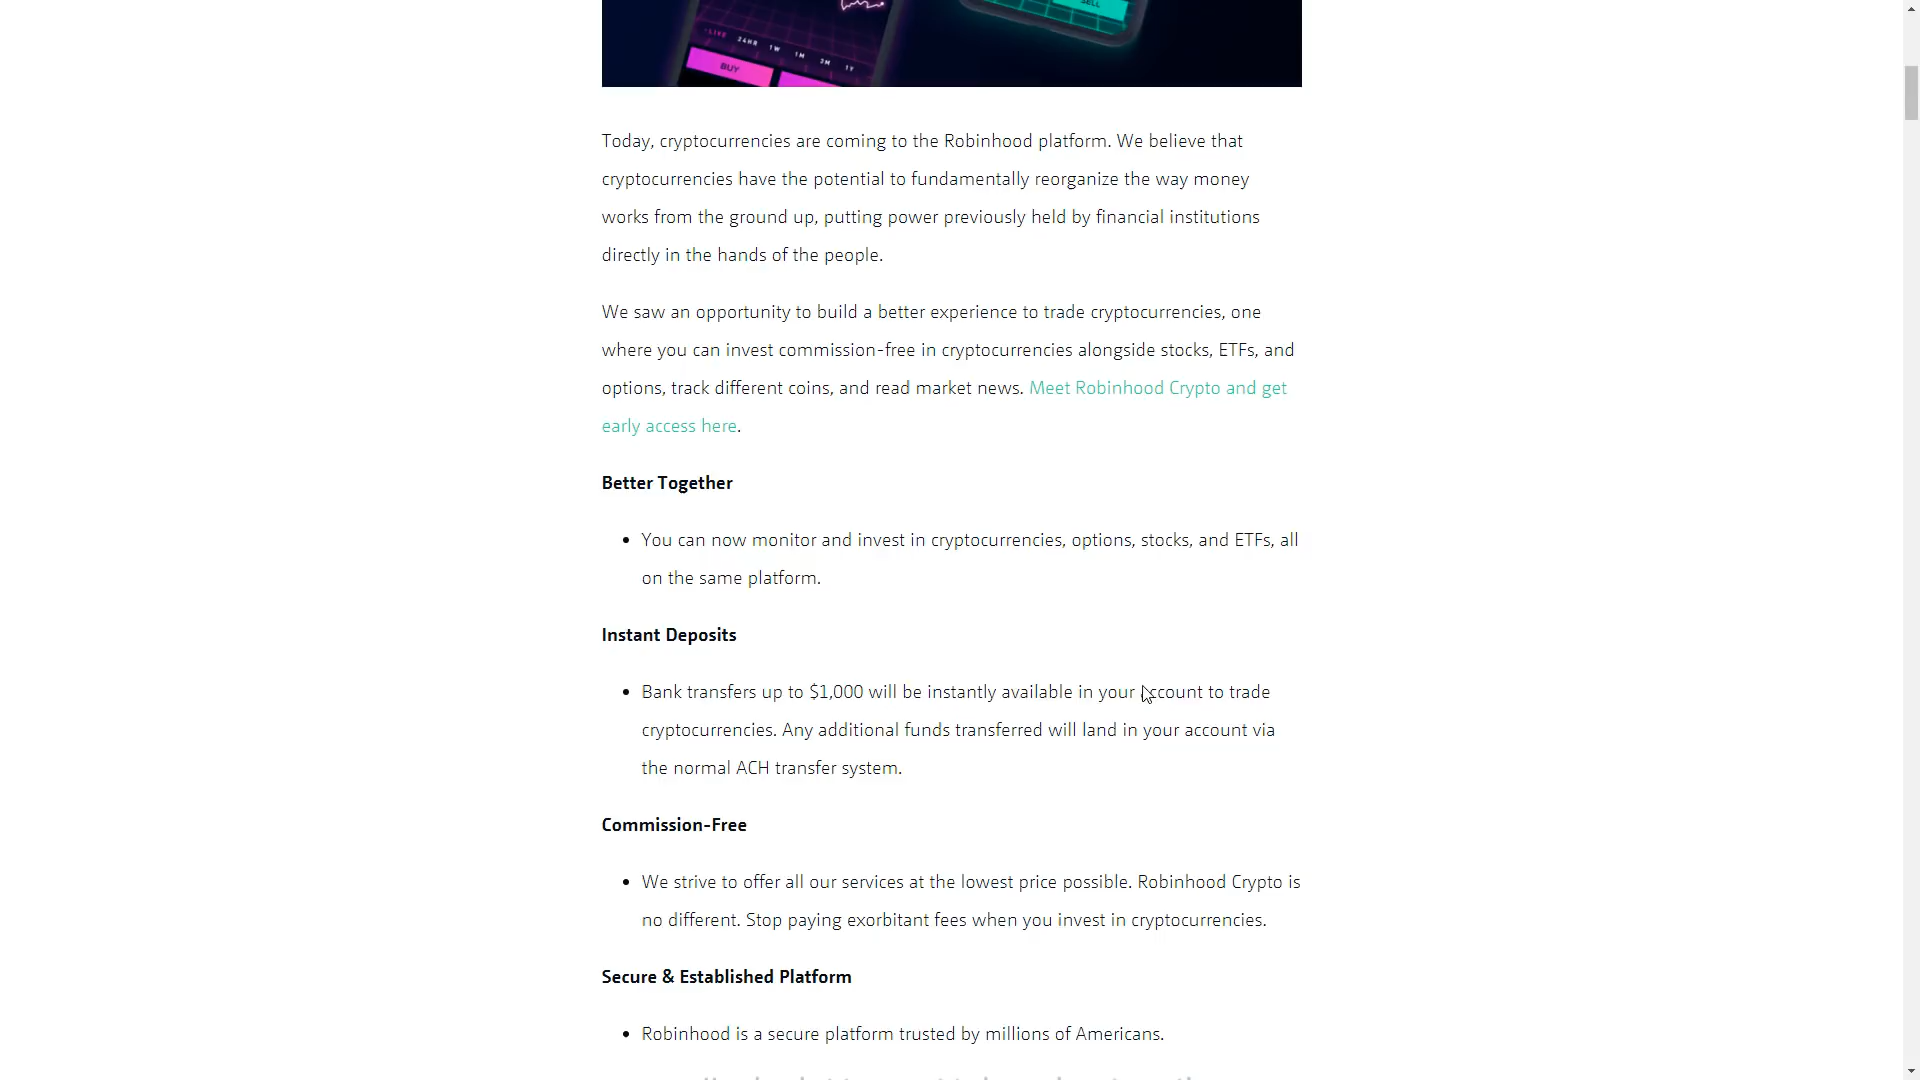 SELL
LIVE 24HR 1W 1M 2M 1Y
BUY
Today, cryptocurrencies are coming to the Robinhood platform. We believe that
cryptocurrencies have the potential to fundamentally reorganize the way money
works from the ground up, putting power previously held by financial institutions
directly in the hands of the people.
We saw an opportunity to build a better experience to trade cryptocurrencies, one
where you can invest commission-free in cryptocurrencies alongside stocks, ETFs, and
options, track different coins, and read market news. Meet Robinhood Crypto and get
early access here.
Better Together
• You can now monitor and invest in cryptocurrencies, options, stocks, and ETFs, all
on the same platform.
Instant Deposits
• Bank transfers up to $1,000 will be instantly available in your account to trade
cryptocurrencies. Any additional funds transferred will land in your account via
the normal ACH transfer system.
Commission-Free
• We strive to offer all our services at the lowest price possible. Robinhood Crypto is
no different. Stop paying exorbitant fees when you invest in cryptocurrencies.
Secure & Established Platform
• Robinhood is a secure platform trusted by millions of Americans.